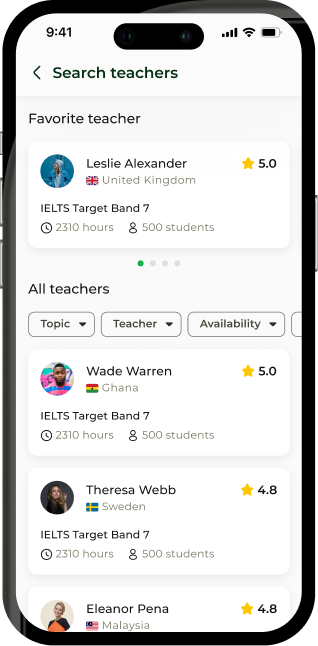 9:41
Search teachers
Favorite teacher
Leslie Alexander 5.0
United Kingdom
IELTS Target Band 7
2310 hours 500 students
All teachers
Topic Teacher Availability
Wade Warren 5.0
Ghana
IELTS Target Band 7
2310 hours 500 students
Theresa Webb 4.8
Sweden
IELTS Target Band 7
2310 hours 500 students
Eleanor Pena 4.8
Malaysia